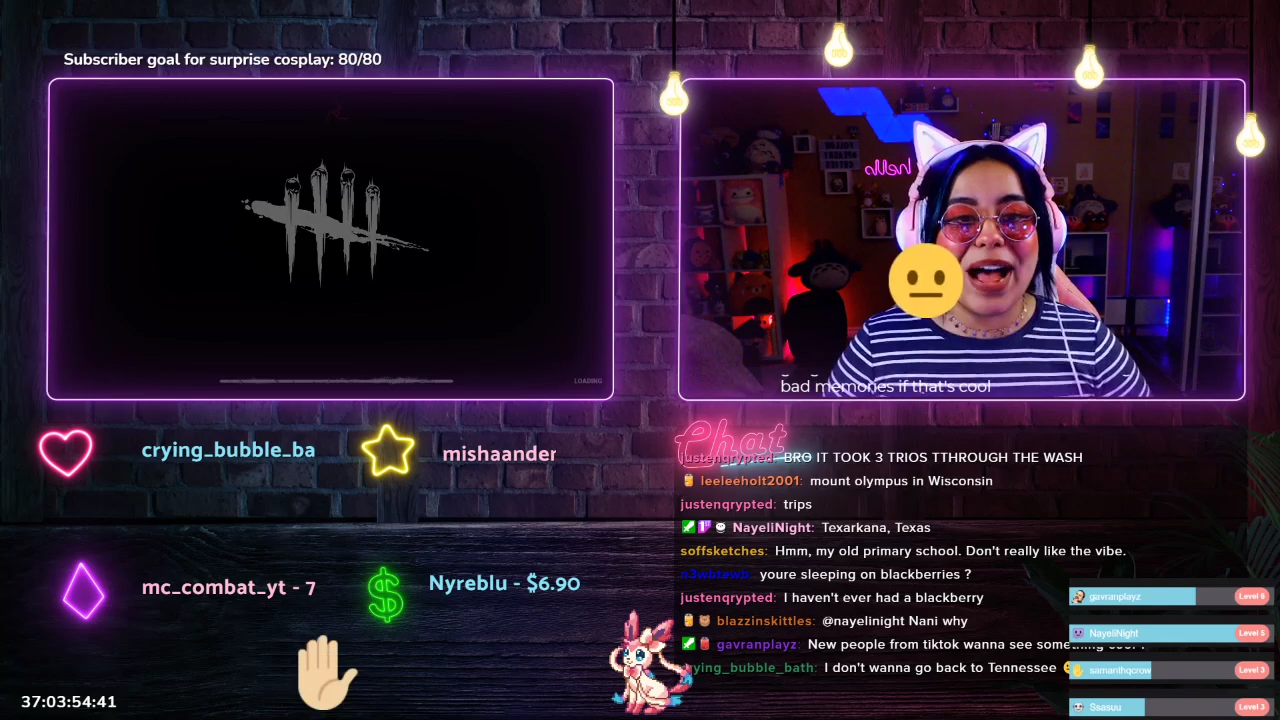 Subscriber goal for surprise cosplay: 80/80
LOADING
hello
bad memories if that's cool
crying_bubble_ba
mishaander
mc_combat_yt - 7
Nyreblu - $6.90
37:03:54:41
Chat
justenqrypted: BRO IT TOOK 3 TRIOS TTHROUGH THE WASH
leeleeholt2001: mount olympus in Wisconsin
justenqrypted: trips
NayeliNight: Texarkana, Texas
soffsketches: Hmm, my old primary school. Don't really like the vibe.
youre sleeping on blackberries ?
justenqrypted: I haven't ever had a blackberry
blazzinskittles: @nayelinight Nani why
gavranplayz: New people from tiktok wanna see something cool ?
crying_bubble_bath: I don't wanna go back to Tennessee
gavranplayz Level 6
NayeliNight Level 5
samanthqcrow Level 3
Ssasuu Level 3